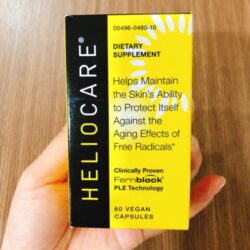 HELIOCARE®
00496-0480-10
DIETARY
SUPPLEMENT
Helps Maintain
the Skin's Ability
to Protect Itself
Against the
Aging Effects of
Free Radicals*
Clinically Proven
Fernblock®
PLE Technology
60 VEGAN
CAPSULES